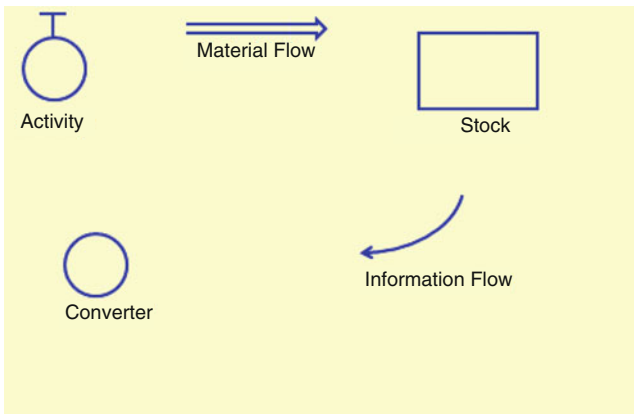 Material Flow
Activity
Stock
Information Flow
Converter